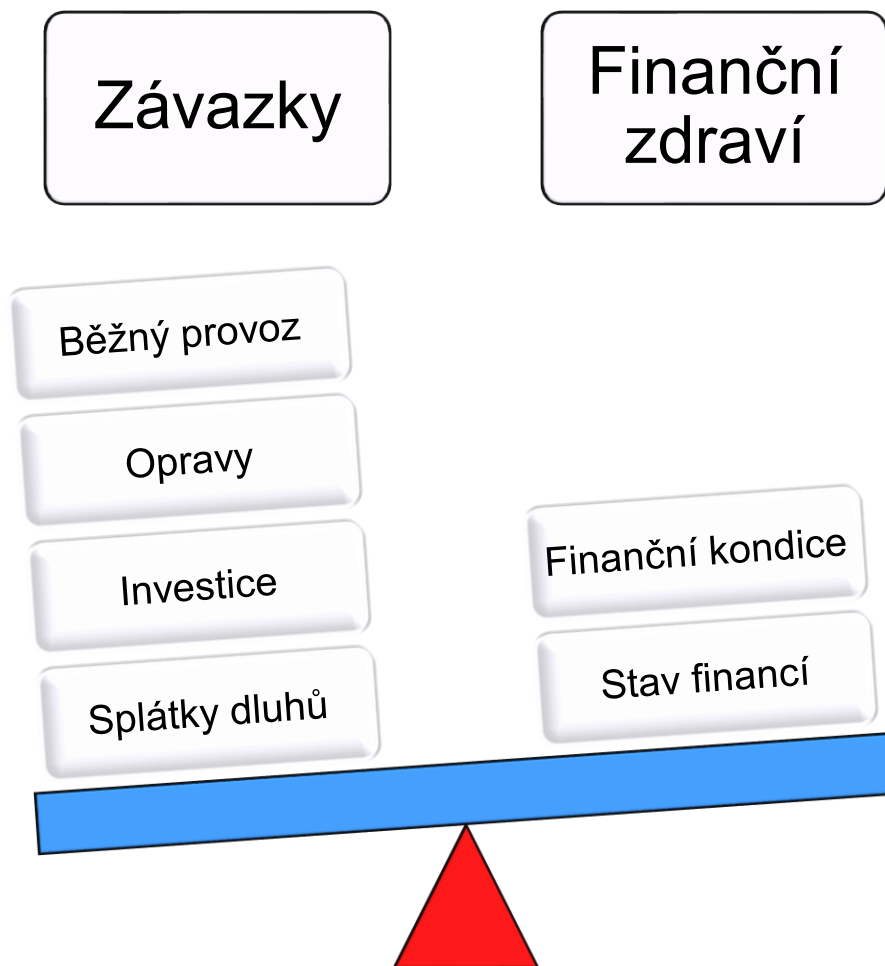 Závazky
Finanční
zdraví
Běžný provoz
Opravy
Investice
Splátky dluhů
Finanční kondice
Stav financí